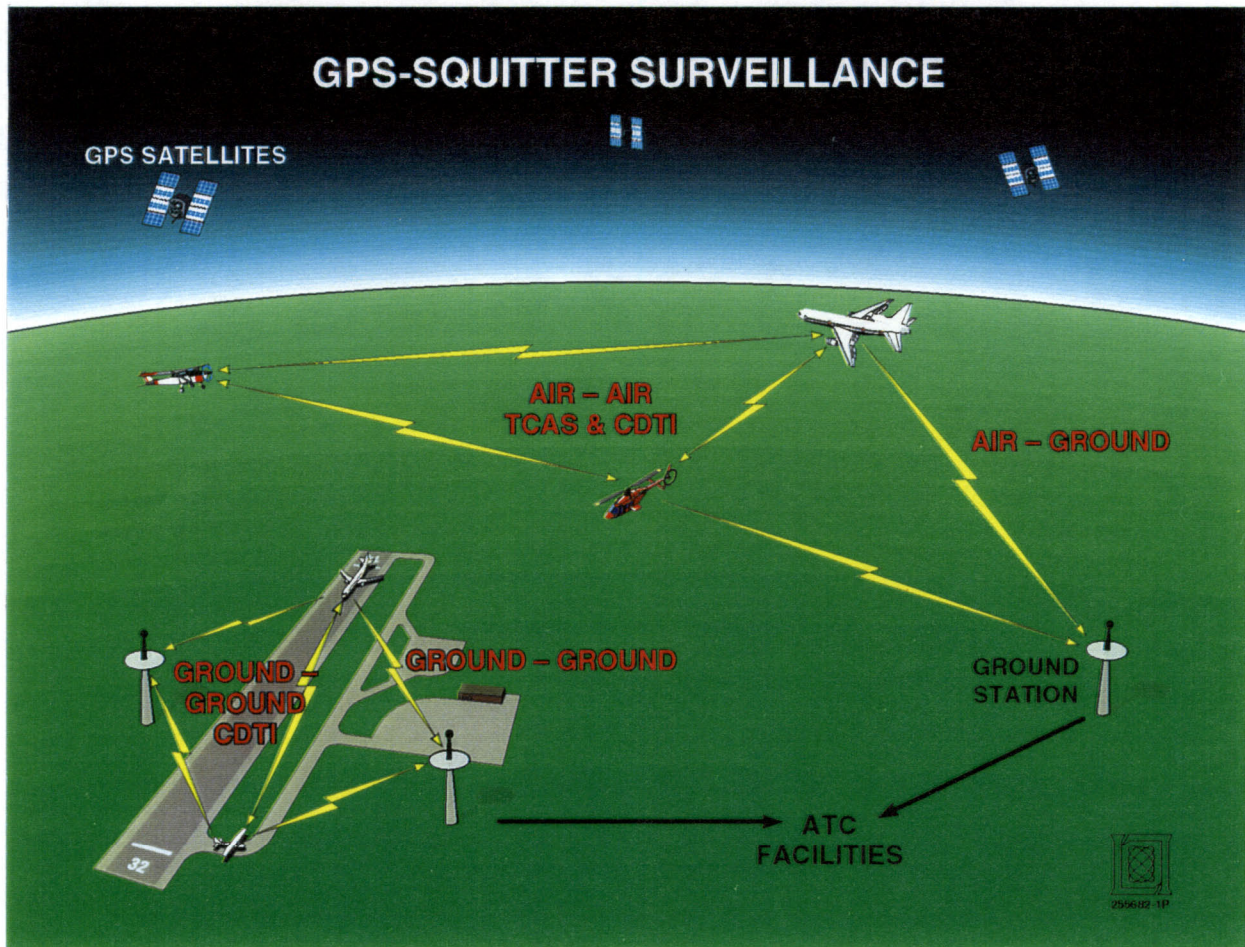 GPS-SQUITTER SURVEILLANCE
GPS SATELLITES
AIR – AIR
TCAS & CDTI
AIR – GROUND
GROUND –
GROUND
CDTI
GROUND – GROUND
GROUND
STATION
ATC
FACILITIES
32
255682-1P